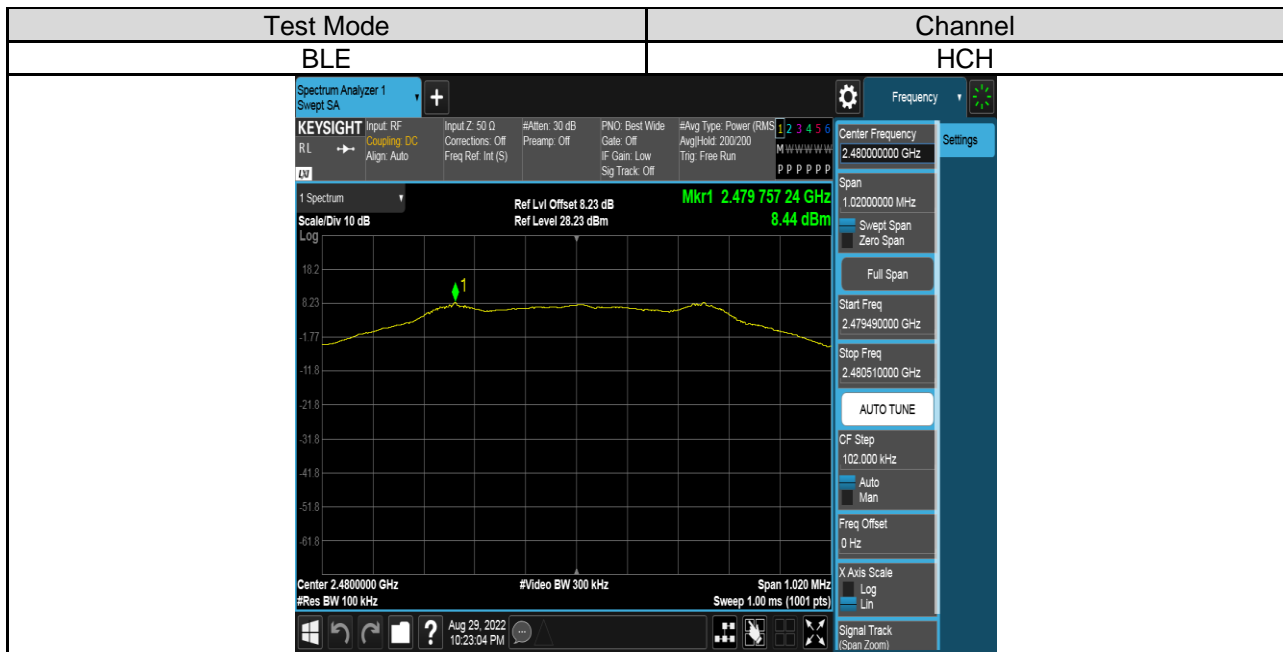 Test Mode Channel
BLE HCH
Spectrum Analyzer 1
Swept SA
Frequency
KEYSIGHT
RL
LXI
Input: RF
Coupling: DC
Align: Auto
Input Z: 50 Ω
Corrections: Off
Freq Ref: Int (S)
#Atten: 30 dB
Preamp: Off
PNO: Best Wide
Gate: Off
IF Gain: Low
Sig Track: Off
#Avg Type: Power (RMS
Avg|Hold: 200/200
Trig: Free Run
1 2 3 4 5 6
M W W W W W
P P P P P P
1 Spectrum
Scale/Div 10 dB
Ref Lvl Offset 8.23 dB
Ref Level 28.23 dBm
Mkr1 2.479 757 24 GHz
8.44 dBm
Log
18.2
8.23
-1.77
-11.8
-21.8
-31.8
-41.8
-51.8
-61.8
1
Center 2.4800000 GHz
#Res BW 100 kHz
#Video BW 300 kHz
Span 1.020 MHz
Sweep 1.00 ms (1001 pts)
Center Frequency
2.480000000 GHz
Settings
Span
1.02000000 MHz
Swept Span
Zero Span
Full Span
Start Freq
2.479490000 GHz
Stop Freq
2.480510000 GHz
AUTO TUNE
CF Step
102.000 kHz
Auto
Man
Freq Offset
0 Hz
X Axis Scale
Log
Lin
Signal Track
(Span Zoom)
?
Aug 29, 2022
10:23:04 PM